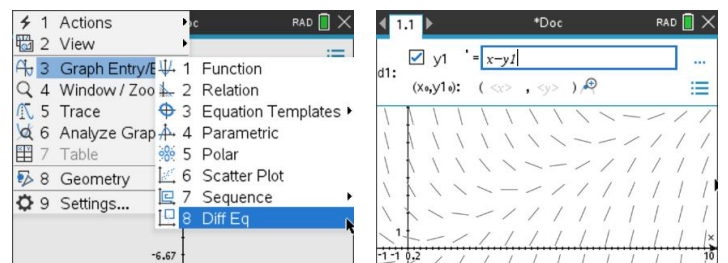 1 Actions
2 View
3 Graph Entry/E
4 Window / Zoo
5 Trace
6 Analyze Grap
7 Table
8 Geometry
9 Settings...
RAD
1 Function
2 Relation
3 Equation Templates
4 Parametric
5 Polar
6 Scatter Plot
7 Sequence
8 Diff Eq
-6.67
1.1
*Doc
RAD
y1 ' = x-y1
...
d1:
(x₀,y1₀): ( <x> , <y> )
1
x
-1 -1 0.2
10